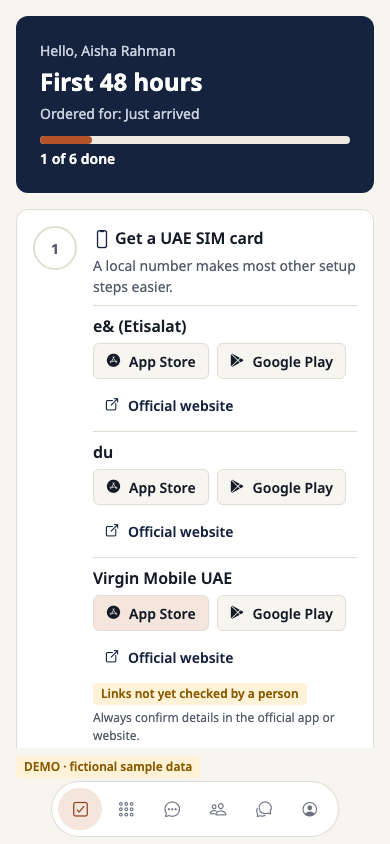 Hello, Aisha Rahman
First 48 hours
Ordered for: Just arrived
1 of 6 done
1
Get a UAE SIM card
A local number makes most other setup
steps easier.
e& (Etisalat)
App Store
Google Play
Official website
du
App Store
Google Play
Official website
Virgin Mobile UAE
App Store
Google Play
Official website
Links not yet checked by a person
Always confirm details in the official app or
website.
DEMO · fictional sample data